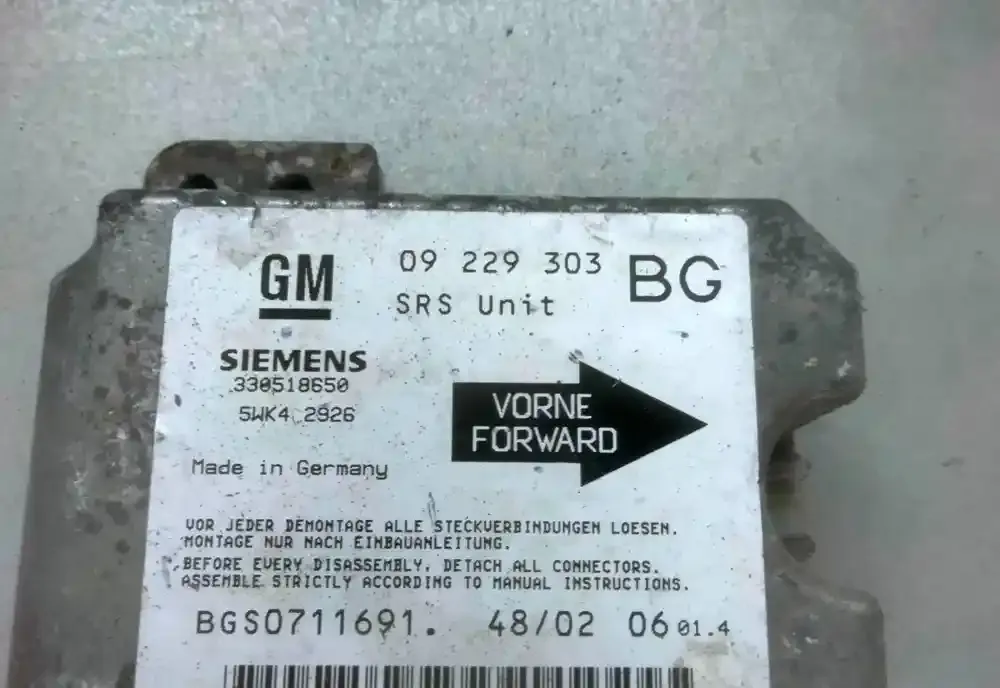 GM 09 229 303 BG
SRS Unit
SIEMENS
330518650
5WK4 2926
VORNE
FORWARD
Made in Germany
VOR JEDER DEMONTAGE ALLE STECKVERBINDUNGEN LOESEN.
MONTAGE NUR NACH EINBAUANLEITUNG.
BEFORE EVERY DISASSEMBLY, DETACH ALL CONNECTORS.
ASSEMBLE STRICTLY ACCORDING TO MANUAL INSTRUCTIONS.
BGS0711691. 48/02 06 01.4